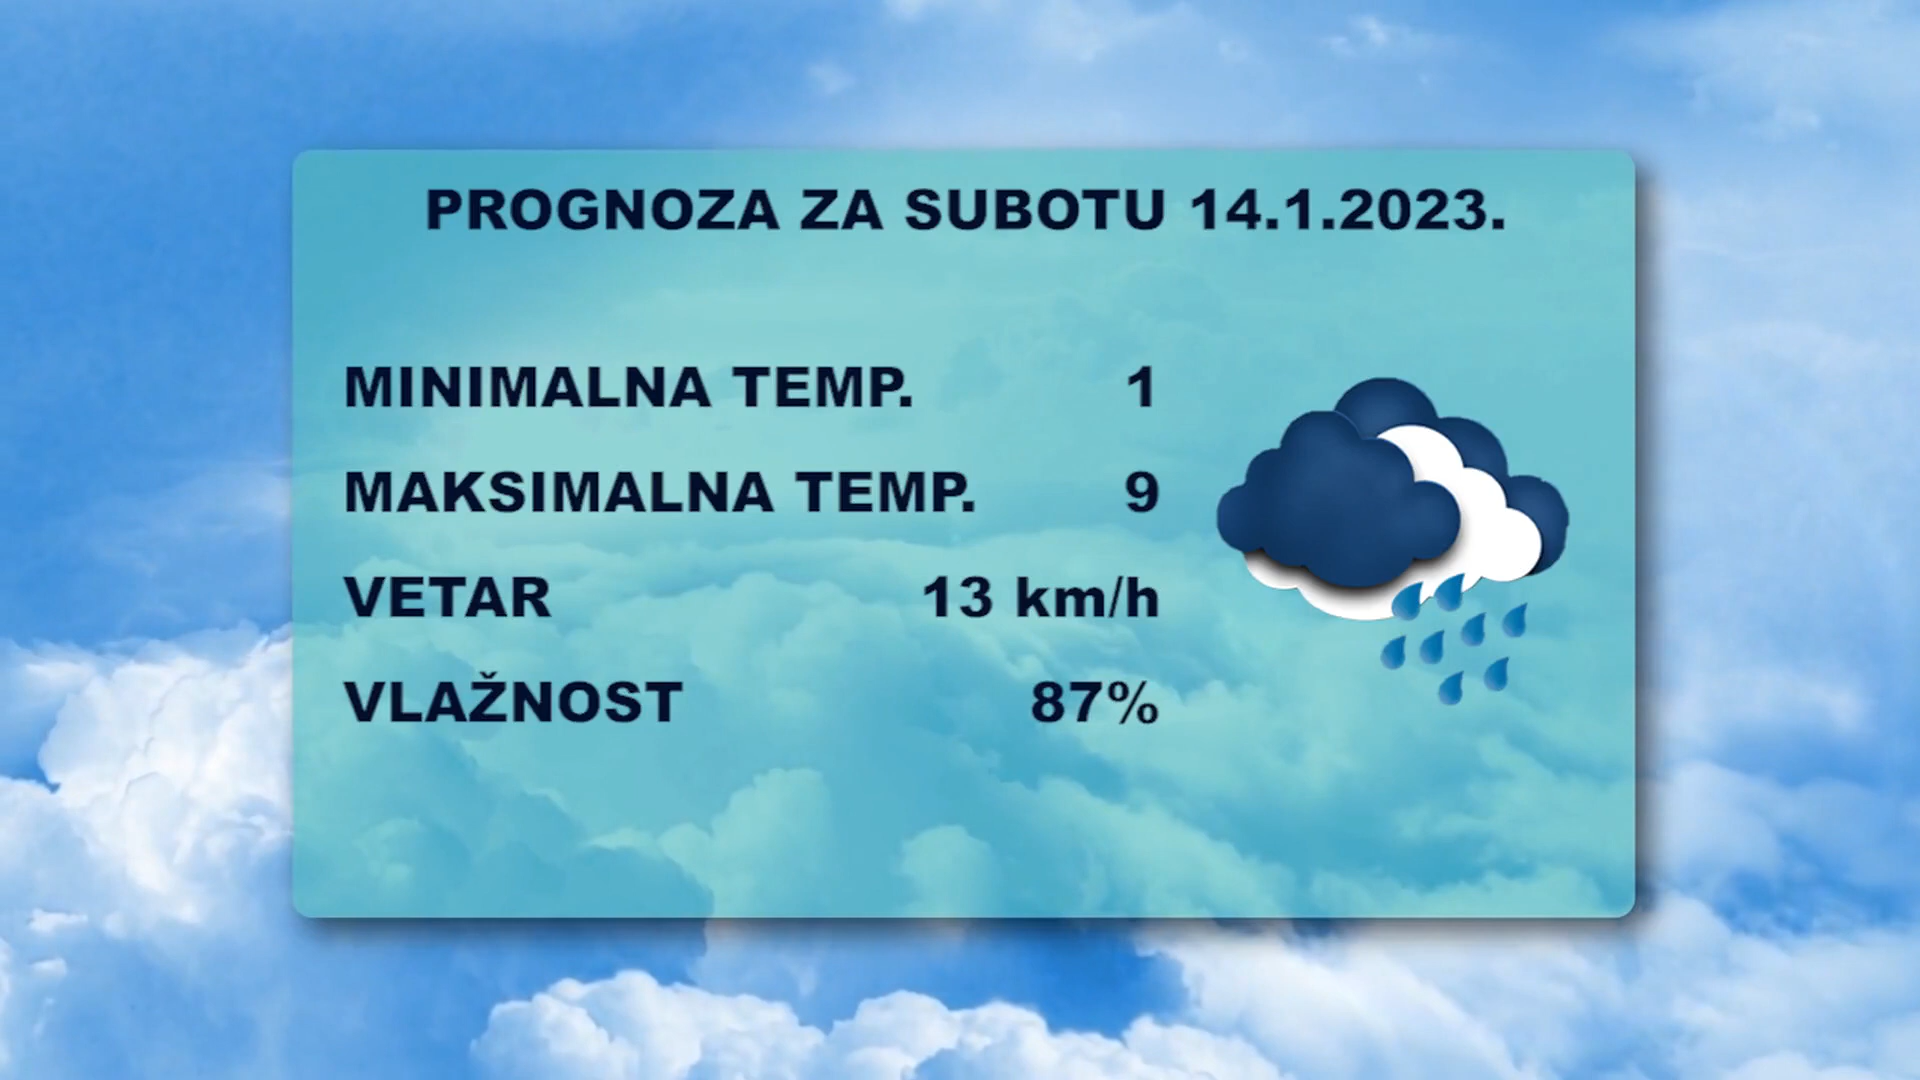 PROGNOZA ZA SUBOTU 14.1.2023.
MINIMALNA TEMP. 1
MAKSIMALNA TEMP. 9
VETAR 13 km/h
VLAŽNOST 87%